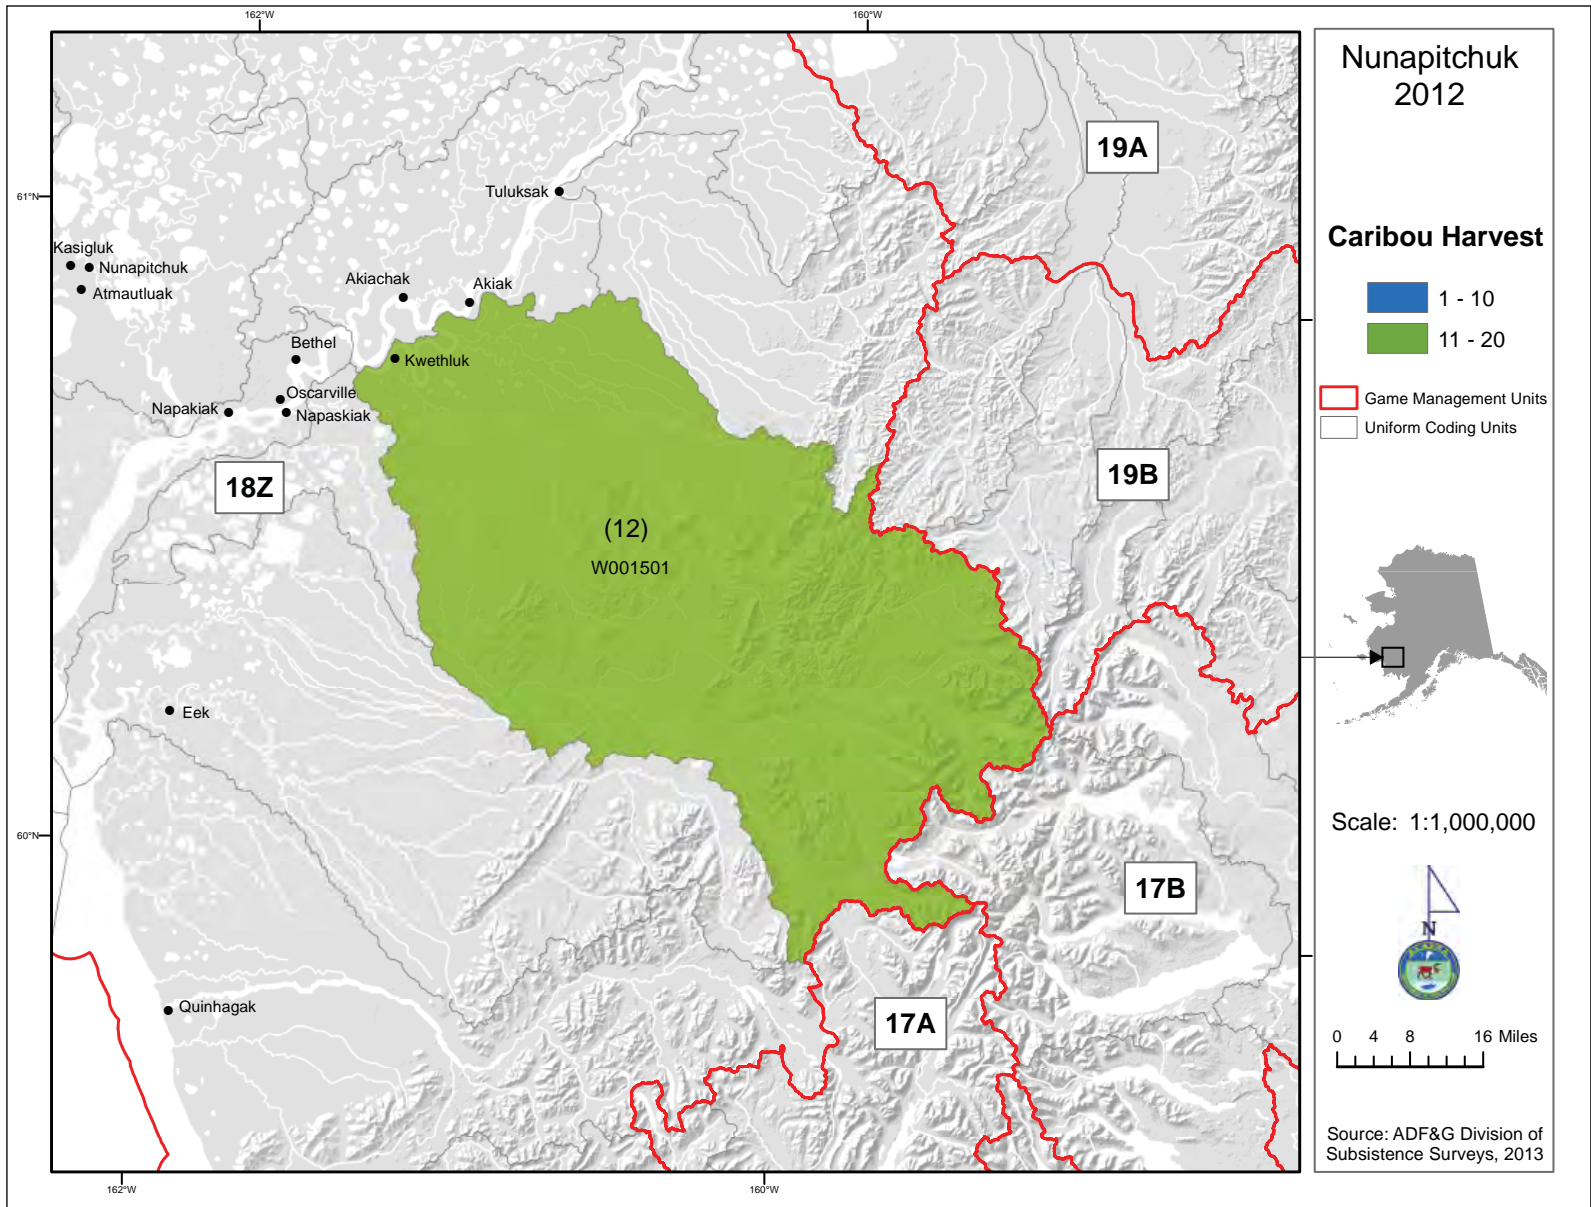 162°W
160°W
Nunapitchuk
2012
19A
61°N
Tuluksak
Kasigluk
Nunapitchuk
Atmautluak
Akiachak
Akiak
Caribou Harvest
1 - 10
11 - 20
Bethel
Kwethluk
Oscarville
Napakiak
Napaskiak
Game Management Units
Uniform Coding Units
18Z
19B
(12)
W001501
Eek
60°N
Scale: 1:1,000,000
17B
N
Quinhagak
17A
0 4 8 16 Miles
Source: ADF&G Division of
Subsistence Surveys, 2013
162°W
160°W